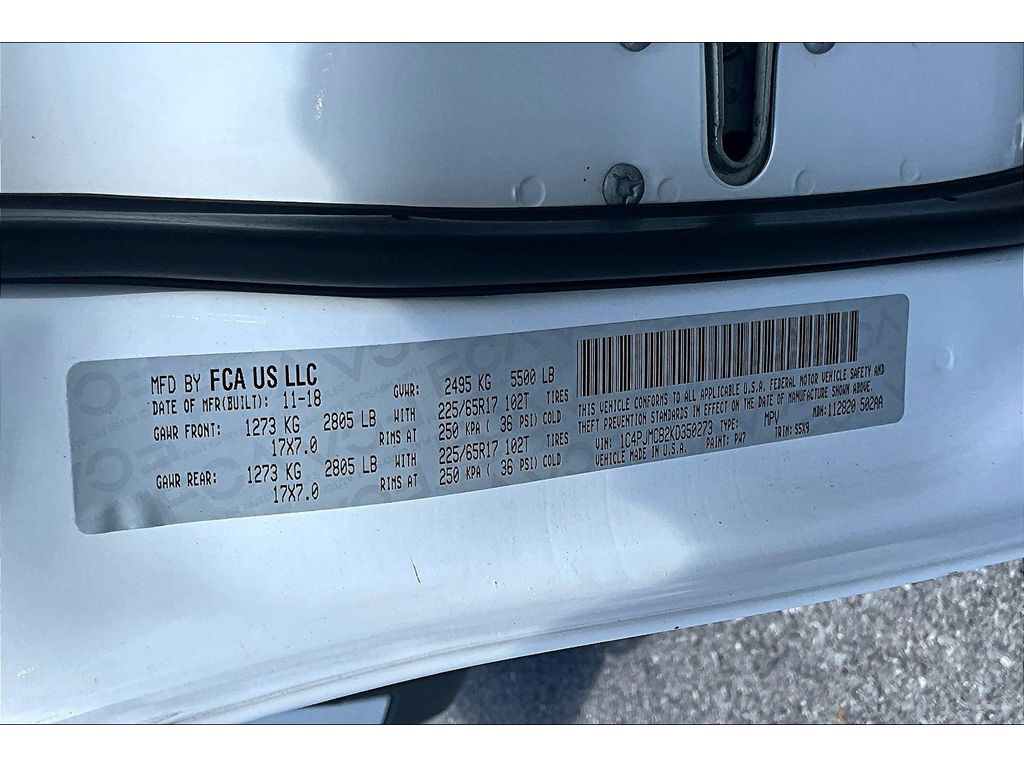 MFD BY FCA US LLC
DATE OF MFR(BUILT): 11-18 GVWR: 2495 KG 5500 LB
GAWR FRONT: 1273 KG 2805 LB WITH 225/65R17 102T TIRES
17X7.0 RIMS AT 250 KPA ( 36 PSI) COLD
GAWR REAR: 1273 KG 2805 LB WITH 225/65R17 102T TIRES
17X7.0 RIMS AT 250 KPA ( 36 PSI) COLD
THIS VEHICLE CONFORMS TO ALL APPLICABLE U.S.A. FEDERAL MOTOR VEHICLE SAFETY AND
THEFT PREVENTION STANDARDS IN EFFECT ON THE DATE OF MANUFACTURE SHOWN ABOVE.
VIN: 1C4PJMCB2KD350273 TYPE: MPV MDH: 112820 502AA
VEHICLE MADE IN U.S.A. PAINT: PW7 TRIM: S5X9